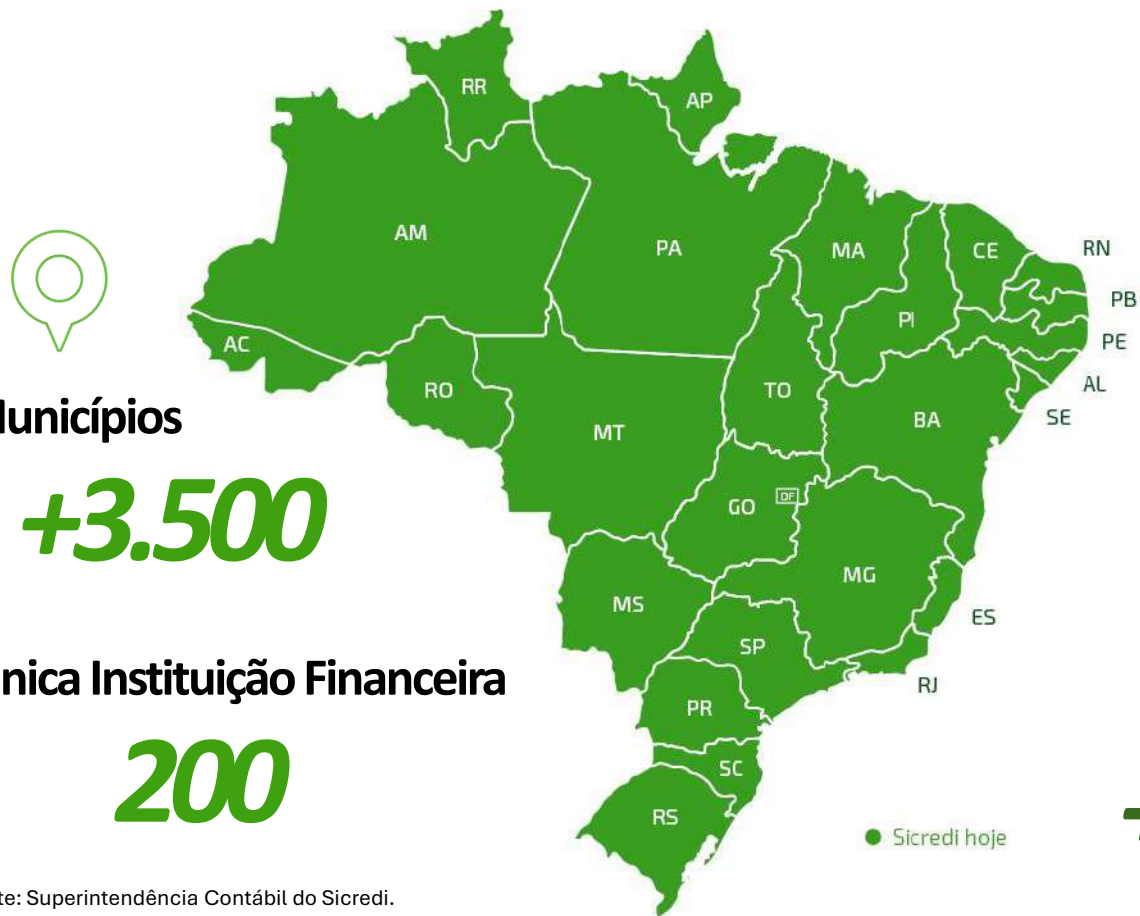 RR
AP
AM
PA
MA
CE
RN
PB
PI
PE
AC
AL
RO
TO
SE
BA
MT
unicípios
GO
DF
+3.500
MG
MS
ES
SP
nica Instituição Financeira
RJ
PR
200
SC
RS
Sicredi hoje
te: Superintendência Contábil do Sicredi.